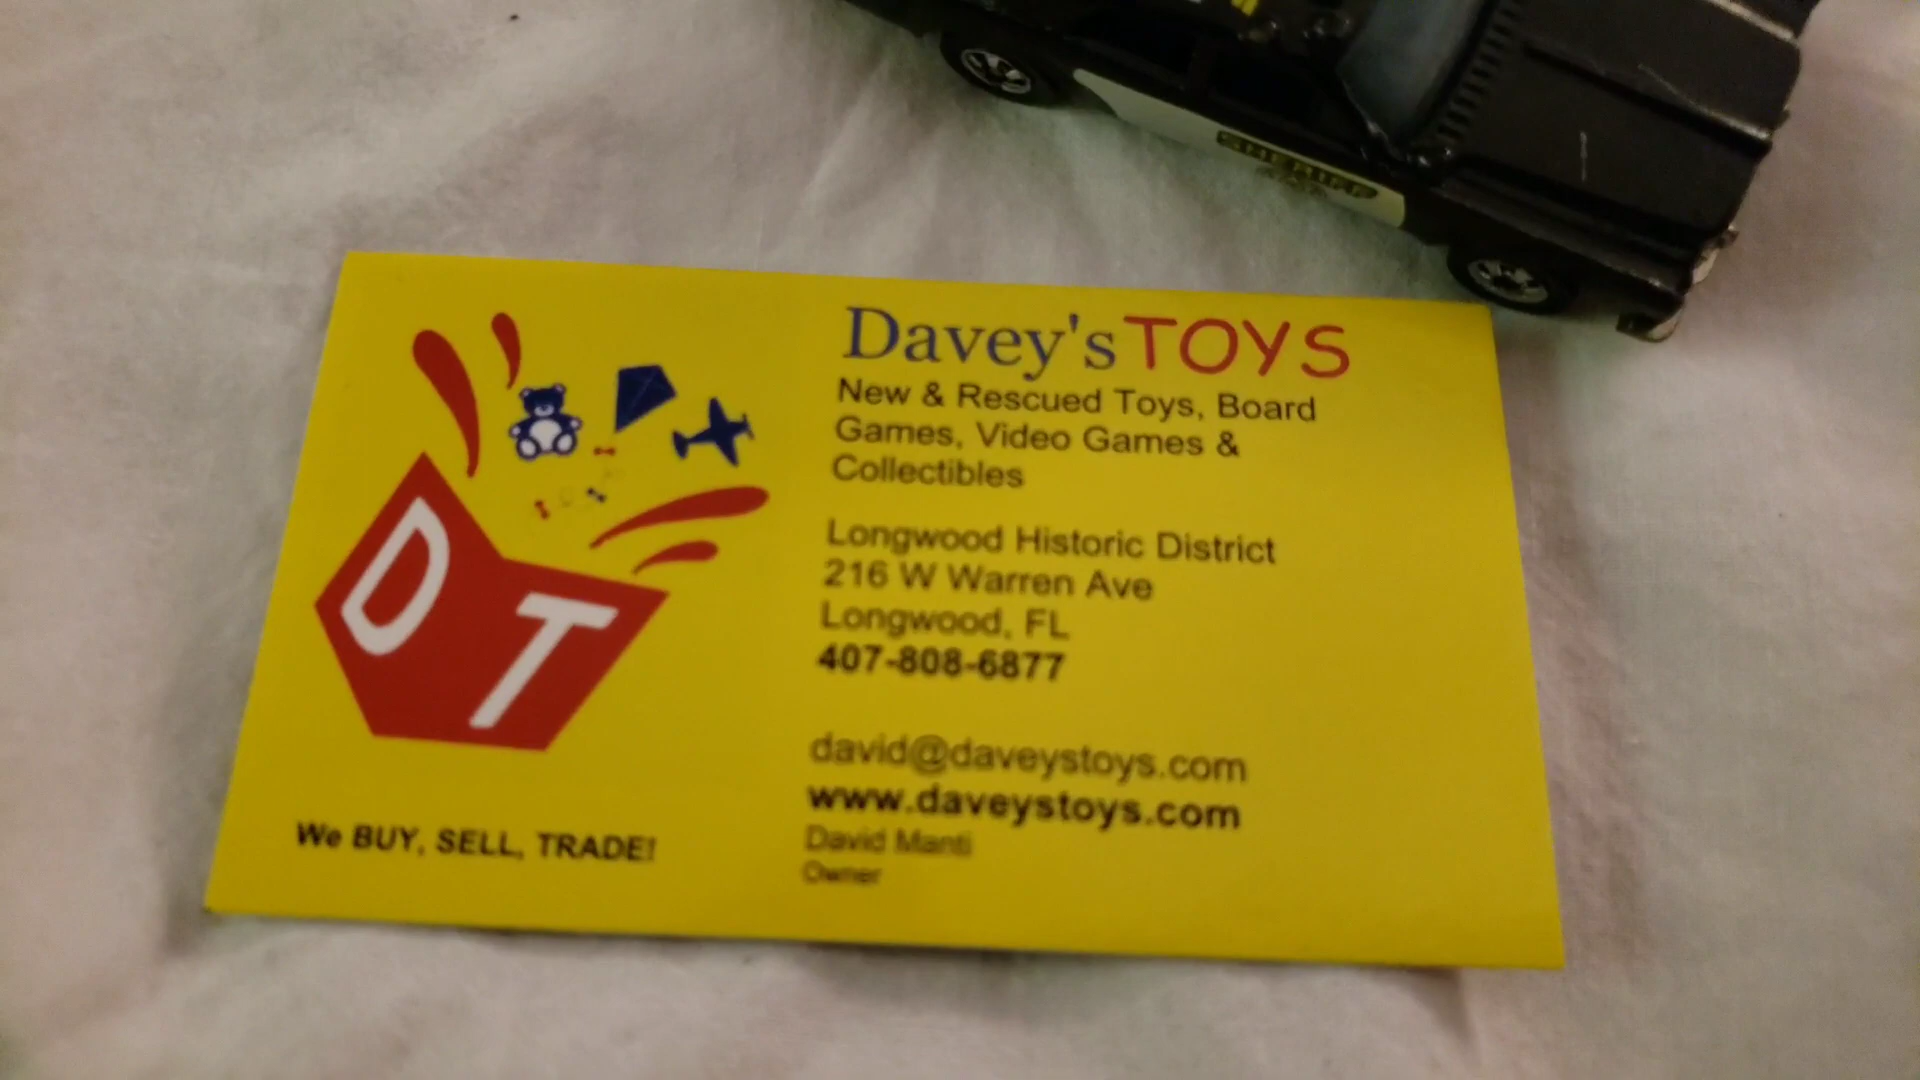 SHERIFF
Davey's TOYS
New & Rescued Toys, Board
Games, Video Games &
Collectibles
Longwood Historic District
216 W Warren Ave
Longwood, FL
407-808-6877
david@daveystoys.com
www.daveystoys.com
David Manti
Owner
D T
We BUY, SELL, TRADE!